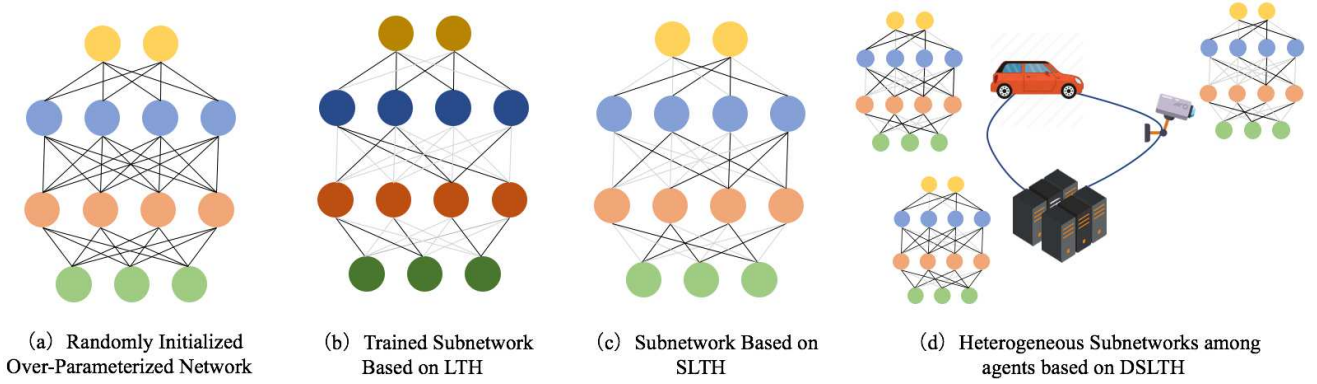 (a) Randomly Initialized
Over-Parameterized Network
(b) Trained Subnetwork
Based on LTH
(c) Subnetwork Based on
SLTH
(d) Heterogeneous Subnetworks among
agents based on DSLTH